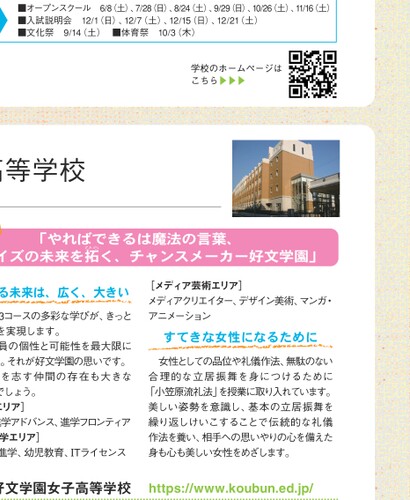 ■オープンスクール 6/8（土）、7/28（日）、8/24（土）、9/29（日）、10/26（土）、11/16（土）
■入試説明会 12/1（日）、12/7（土）、12/15（日）、12/21（土）
■文化祭 9/14（土） ■体育祭 10/3（木）
学校のホームページは
こちら▶▶▶
高等学校
「やればできるは魔法の言葉、
イズの未来を拓く、チャンスメーカー好文学園」
る未来は、広く、大きい
3コースの多彩な学びが、きっと
を実現します。
員の個性と可能性を最大限に
。それが好文学園の思いです。
を志す仲間の存在も大きな
でしょう。
エリア］
進学アドバンス、進学フロンティア
学エリア］
進学、幼児教育、ITライセンス
［メディア芸術エリア］
メディアクリエイター、デザイン美術、マンガ・
アニメーション
すてきな女性になるために
女性としての品位や礼儀作法、無駄のない
合理的な立居振舞を身につけるために
「小笠原流礼法」を授業に取り入れています。
美しい姿勢を意識し、基本の立居振舞を
繰り返しけいこすることで伝統的な礼儀
作法を養い、相手への思いやりの心を備えた
身も心も美しい女性をめざします。
好文学園女子高等学校 https://www.koubun.ed.jp/